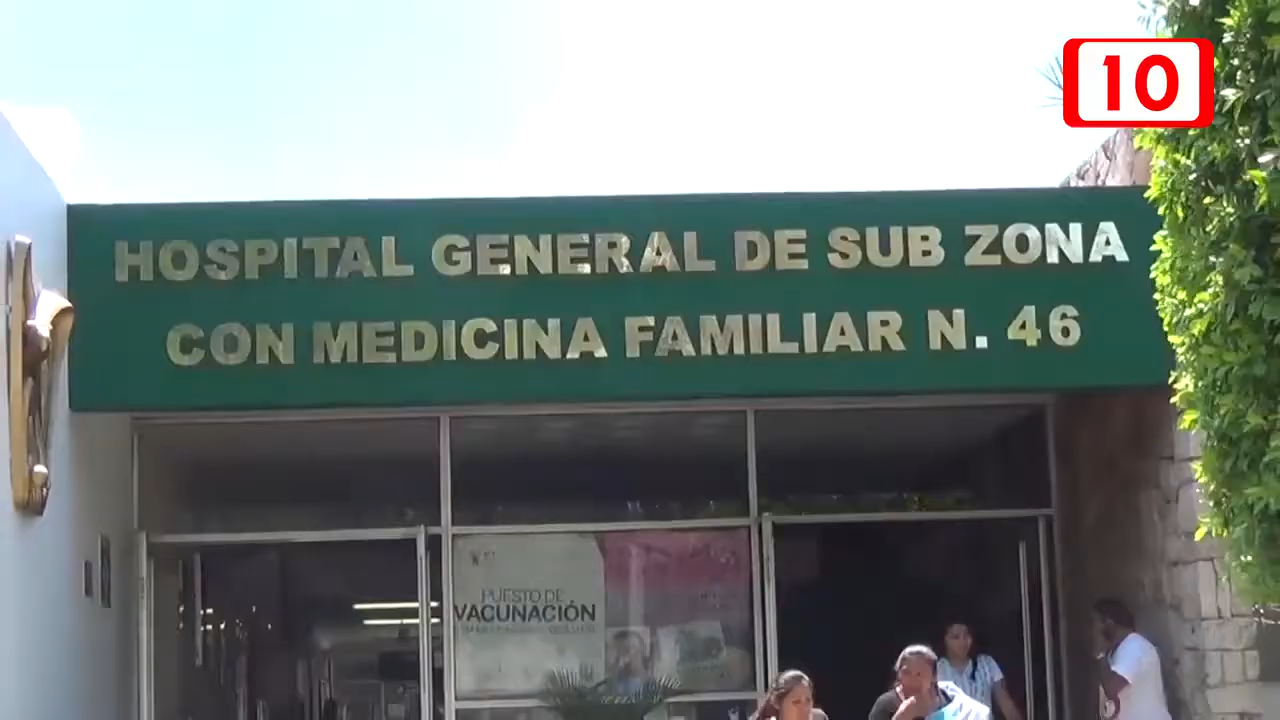 10
HOSPITAL GENERAL DE SUB ZONA
CON MEDICINA FAMILIAR N. 46
PUESTO DE
VACUNACIÓN